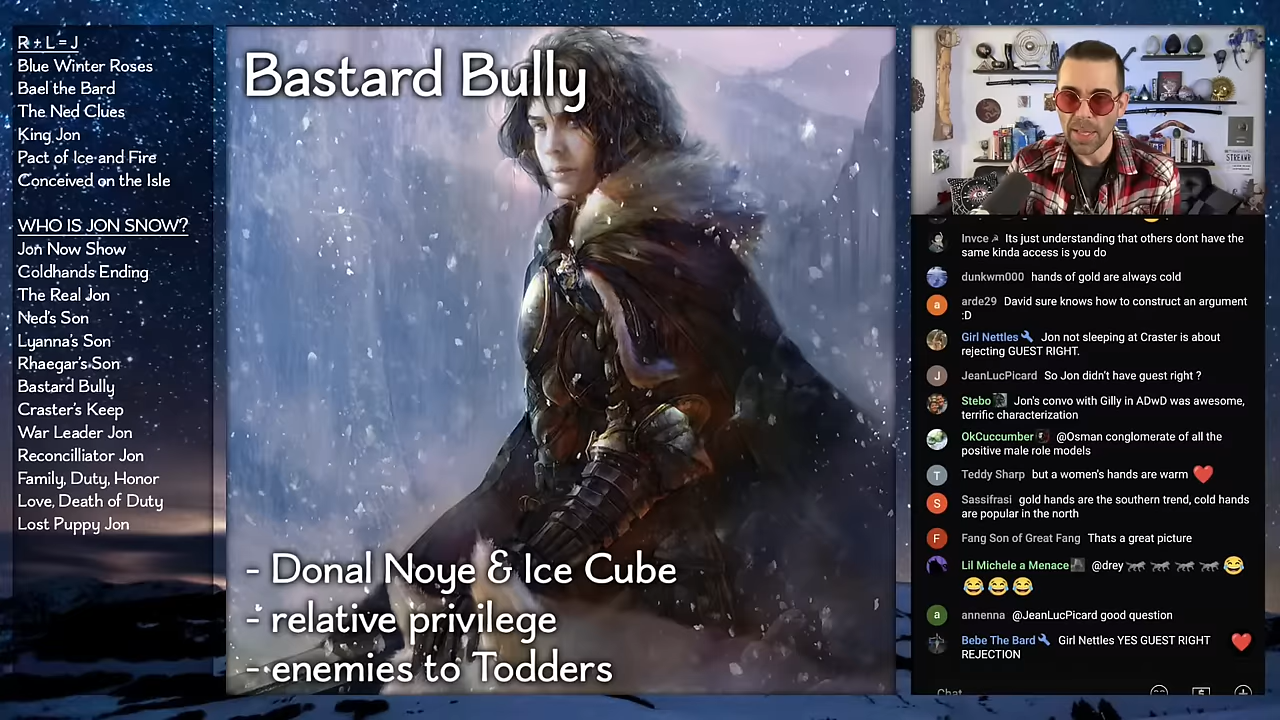 R + L = J
Blue Winter Roses
Bael the Bard
The Ned Clues
King Jon
Pact of Ice and Fire
Conceived on the Isle
WHO IS JON SNOW?
Jon Now Show
Coldhands Ending
The Real Jon
Ned's Son
Lyanna's Son
Rhaegar's Son
Bastard Bully
Craster's Keep
War Leader Jon
Reconcilliator Jon
Family, Duty, Honor
Love, Death of Duty
Lost Puppy Jon
Bastard Bully
- Donal Noye & Ice Cube
- relative privilege
- enemies to Todders
STREAMR
Invce Its just understanding that others dont have the
same kinda access is you do
dunkwm000 hands of gold are always cold
arde29 David sure knows how to construct an argument
:D
Girl Nettles Jon not sleeping at Craster is about
rejecting GUEST RIGHT.
J
JeanLucPicard So Jon didn't have guest right ?
Stebo Jon's convo with Gilly in ADwD was awesome,
terrific characterization
OkCuccumber @Osman conglomerate of all the
positive male role models
T
Teddy Sharp but a women's hands are warm ❤️
S
Sassifrasi gold hands are the southern trend, cold hands
are popular in the north
F
Fang Son of Great Fang Thats a great picture
Lil Michele a Menace @drey 🐜 🐜 🐜 🐜 😂
😂 😂 😂
a
annenna @JeanLucPicard good question
Bebe The Bard Girl Nettles YES GUEST RIGHT
REJECTION
Chat